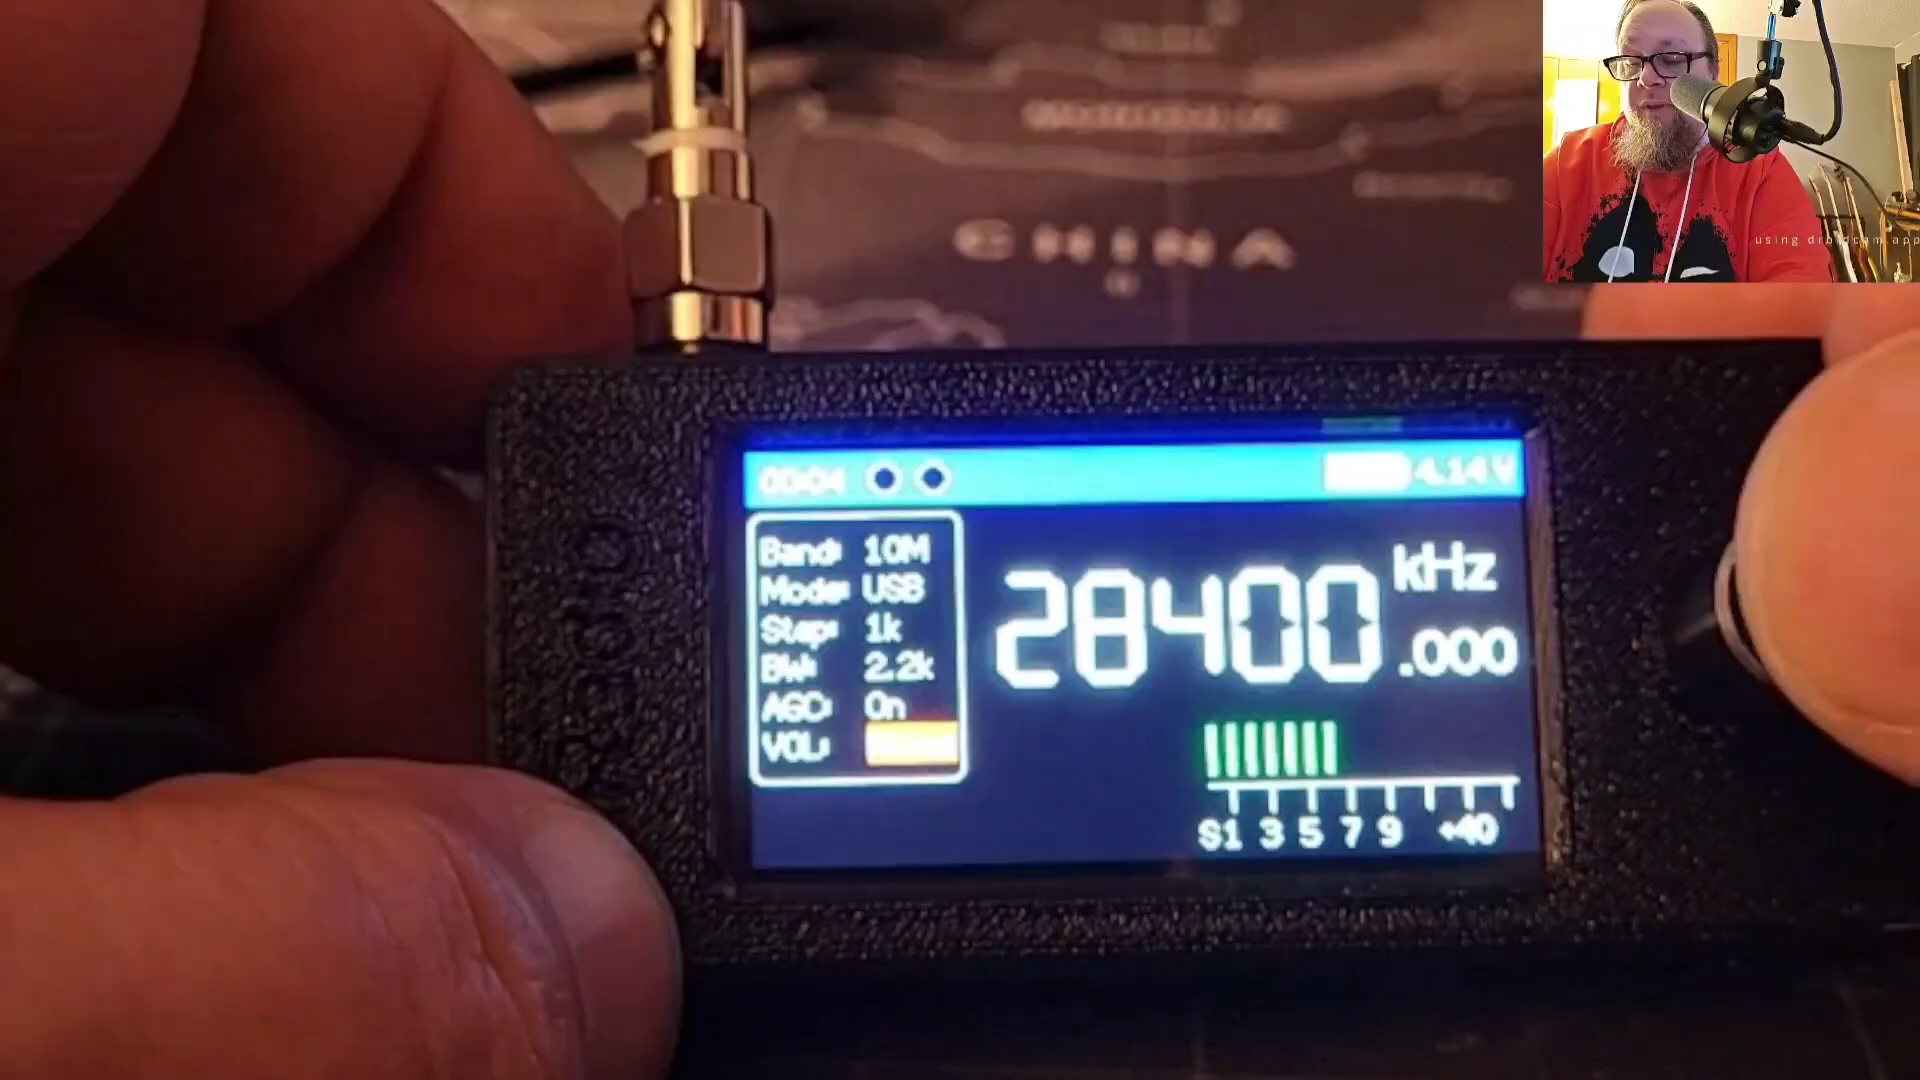 CHINA
using droidcam.app
00:04
4.14V
Band: 10M
Mode: USB
Step: 1k
BW: 2.2k
AGC: On
VOL:
28400.000 kHz
S1 3 5 7 9 +40